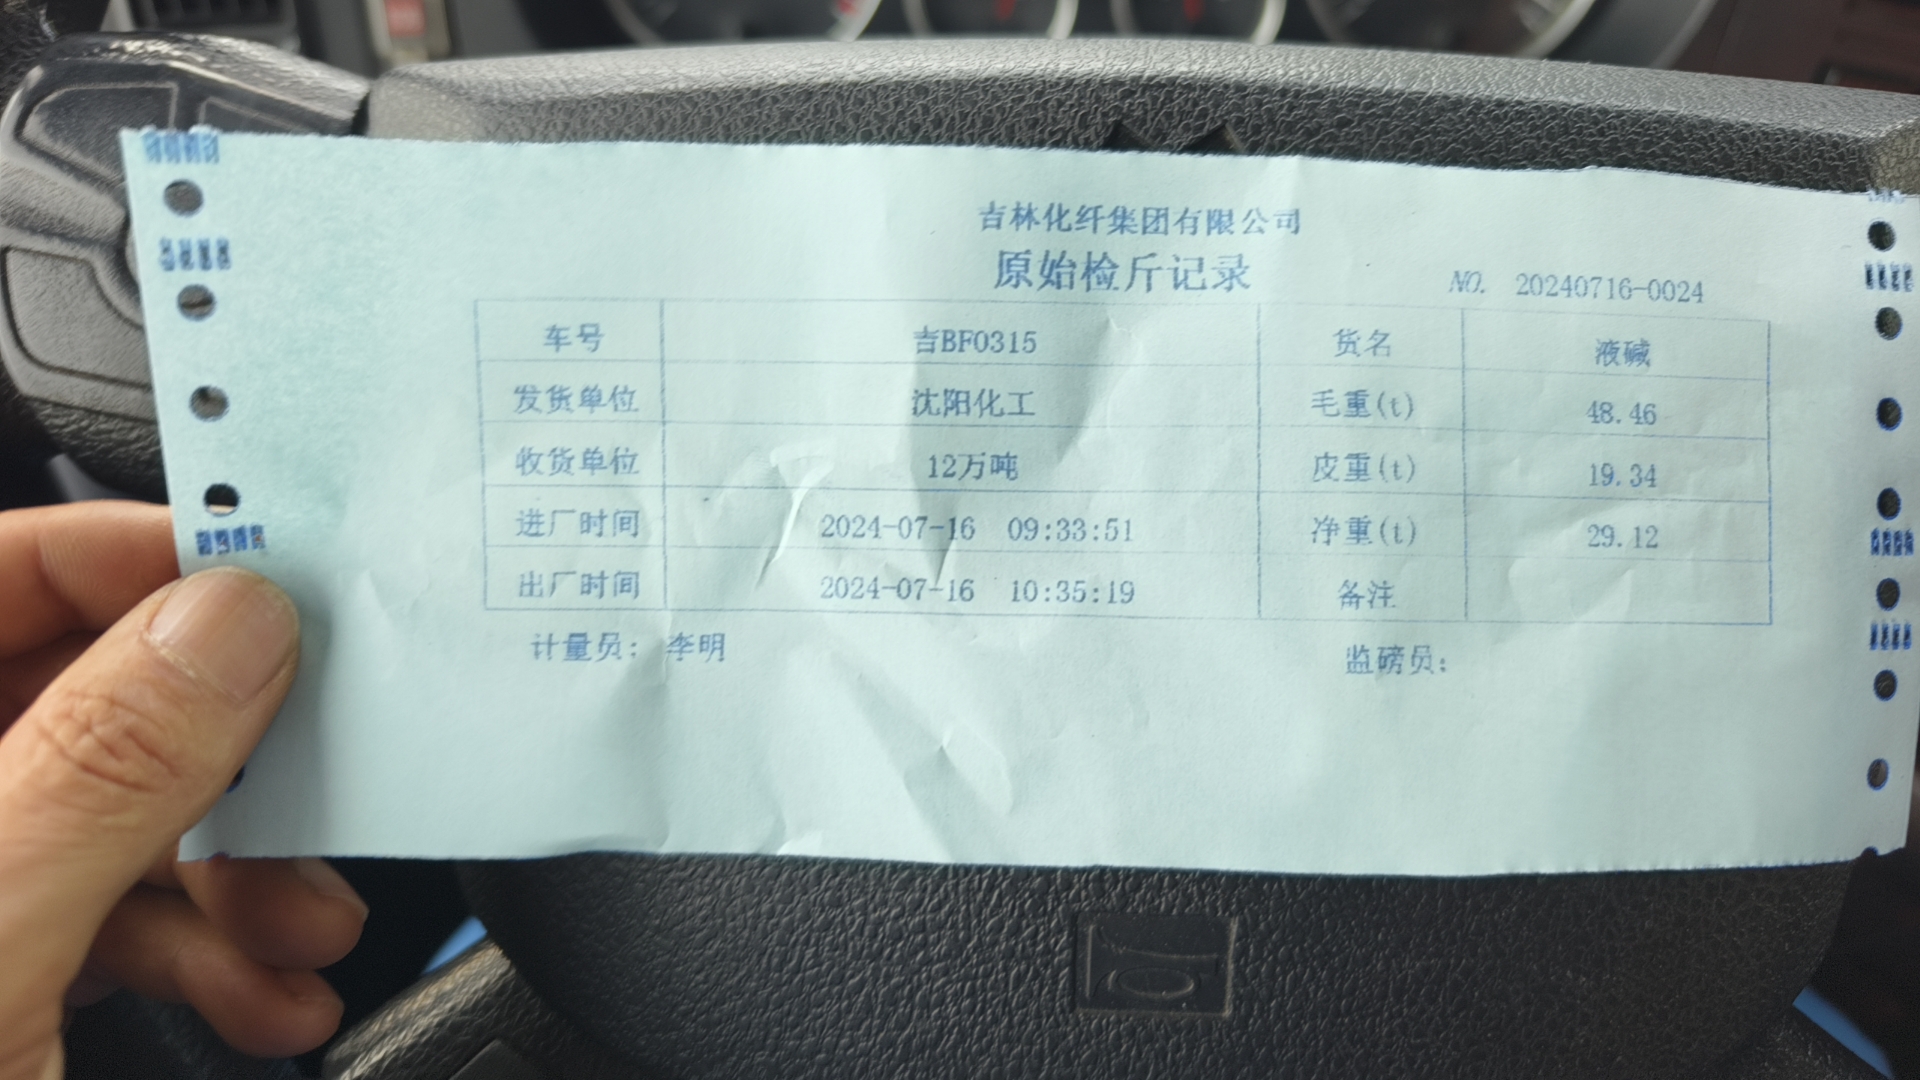 吉林化纤集团有限公司
原始检斤记录
NO. 20240716-0024
车号 吉BF0315 货名 液碱
发货单位 沈阳化工 毛重(t) 48.46
收货单位 12万吨 皮重(t) 19.34
进厂时间 2024-07-16 09:33:51 净重(t) 29.12
出厂时间 2024-07-16 10:35:19 备注
计量员: 李明 监磅员: